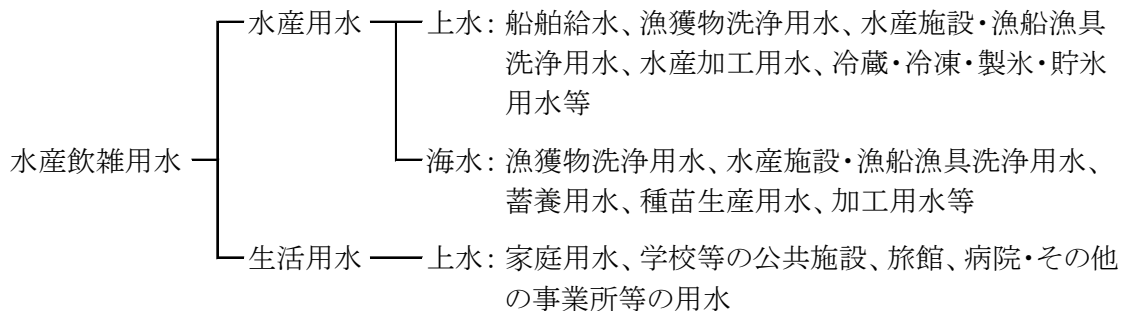 水産用水
上水：船舶給水、漁獲物洗浄用水、水産施設・漁船漁具
洗浄用水、水産加工用水、冷蔵・冷凍・製氷・貯氷
用水等
水産飲雑用水
海水：漁獲物洗浄用水、水産施設・漁船漁具洗浄用水、
蓄養用水、種苗生産用水、加工用水等
生活用水
上水：家庭用水、学校等の公共施設、旅館、病院・その他
の事業所等の用水